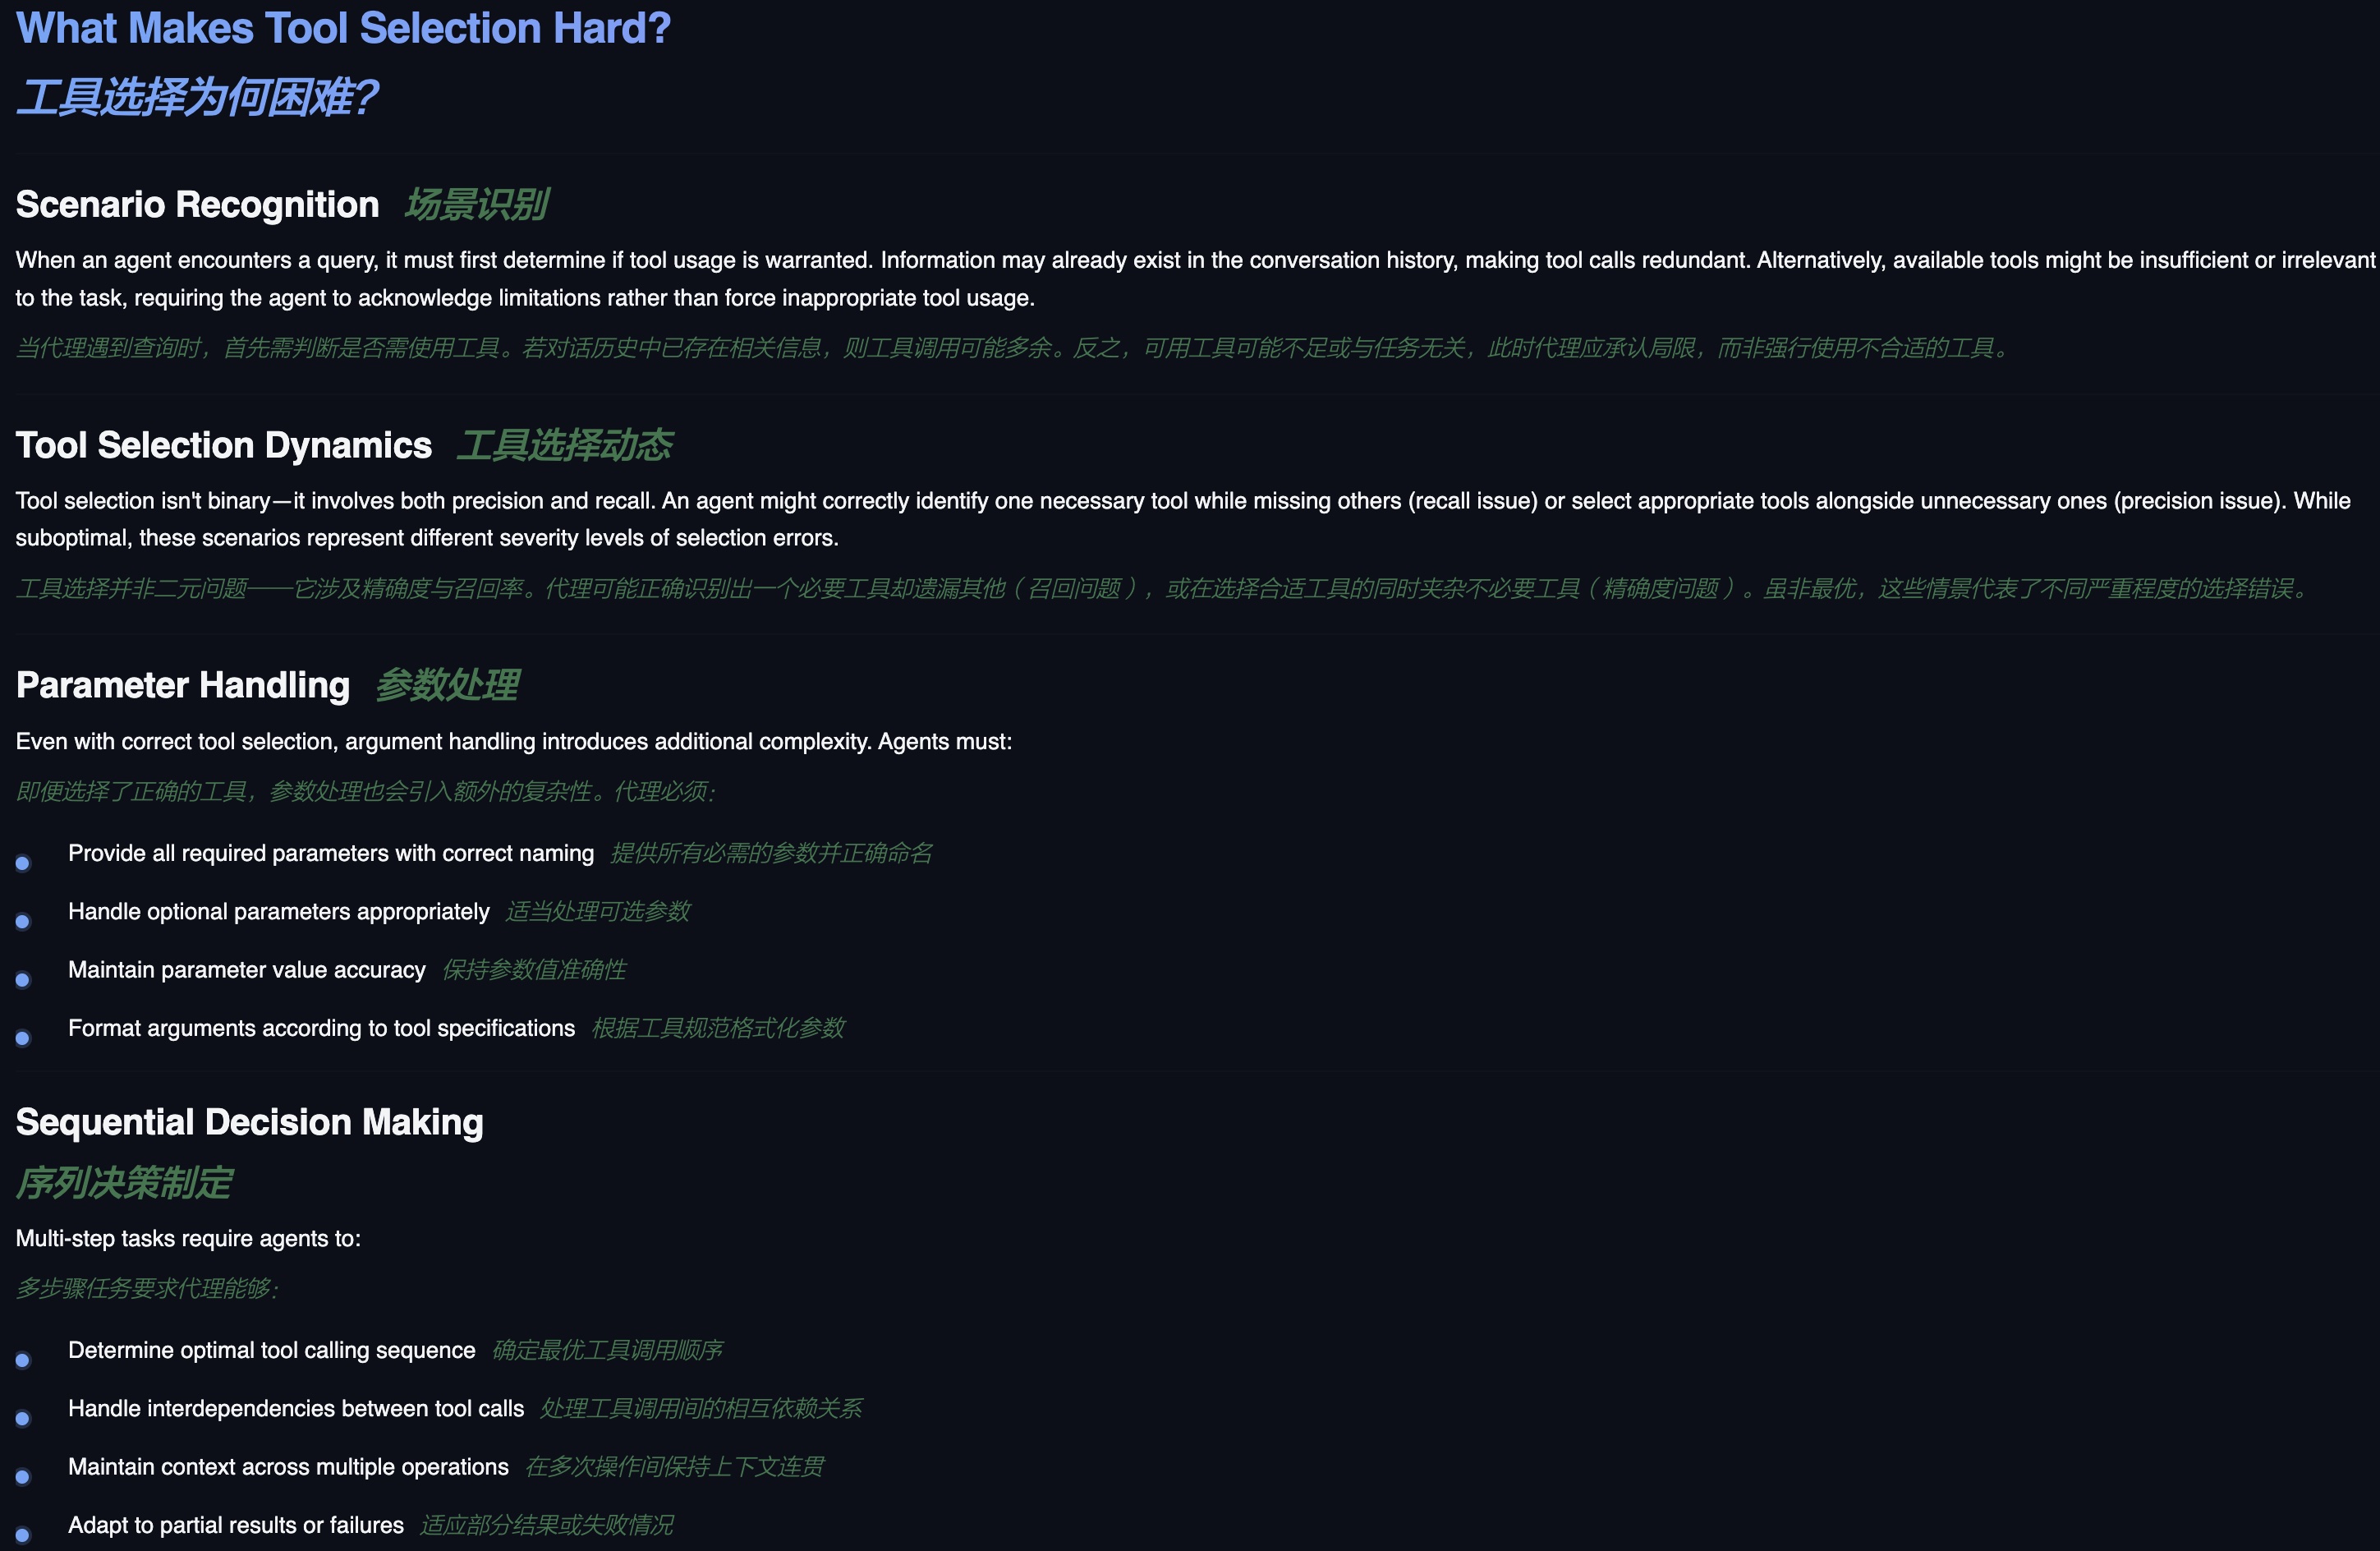 What Makes Tool Selection Hard?
工具选择为何困难?
Scenario Recognition 场景识别
When an agent encounters a query, it must first determine if tool usage is warranted. Information may already exist in the conversation history, making tool calls redundant. Alternatively, available tools might be insufficient or irrelevant
to the task, requiring the agent to acknowledge limitations rather than force inappropriate tool usage.
当代理遇到查询时，首先需判断是否需使用工具。若对话历史中已存在相关信息，则工具调用可能多余。反之，可用工具可能不足或与任务无关，此时代理应承认局限，而非强行使用不合适的工具。
Tool Selection Dynamics 工具选择动态
Tool selection isn't binary—it involves both precision and recall. An agent might correctly identify one necessary tool while missing others (recall issue) or select appropriate tools alongside unnecessary ones (precision issue). While
suboptimal, these scenarios represent different severity levels of selection errors.
工具选择并非二元问题——它涉及精确度与召回率。代理可能正确识别出一个必要工具却遗漏其他（召回问题），或在选择合适工具的同时夹杂不必要工具（精确度问题）。虽非最优，这些情景代表了不同严重程度的选择错误。
Parameter Handling 参数处理
Even with correct tool selection, argument handling introduces additional complexity. Agents must:
即便选择了正确的工具，参数处理也会引入额外的复杂性。代理必须：
Provide all required parameters with correct naming 提供所有必需的参数并正确命名
Handle optional parameters appropriately 适当处理可选参数
Maintain parameter value accuracy 保持参数值准确性
Format arguments according to tool specifications 根据工具规范格式化参数
Sequential Decision Making
序列决策制定
Multi-step tasks require agents to:
多步骤任务要求代理能够：
Determine optimal tool calling sequence 确定最优工具调用顺序
Handle interdependencies between tool calls 处理工具调用间的相互依赖关系
Maintain context across multiple operations 在多次操作间保持上下文连贯
Adapt to partial results or failures 适应部分结果或失败情况